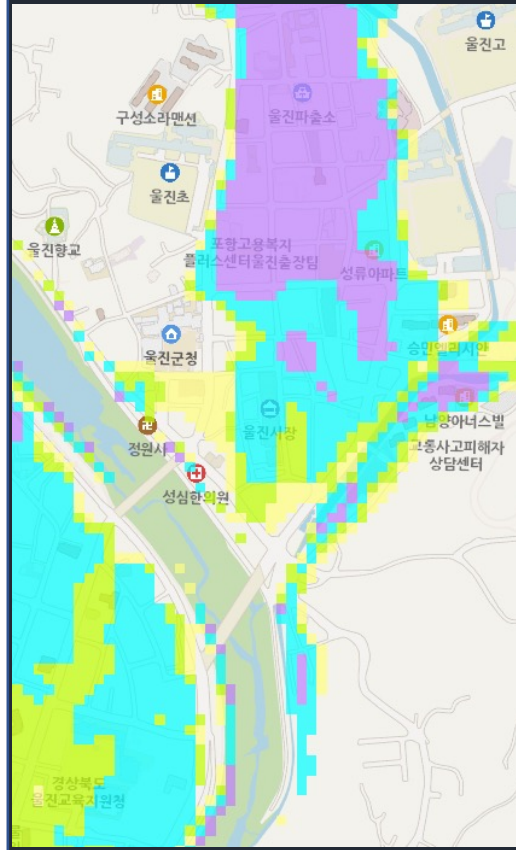 울진고
구성소라맨션
울진파출소
울진초
울진향교
포항고용복지
플러스센터울진출장팀
성류아파트
울진군청
승민엘리시안
울진시장
남양아너스빌
정원사
교통사고피해자
상담센터
성심한의원
경상북도
울진교육지원청